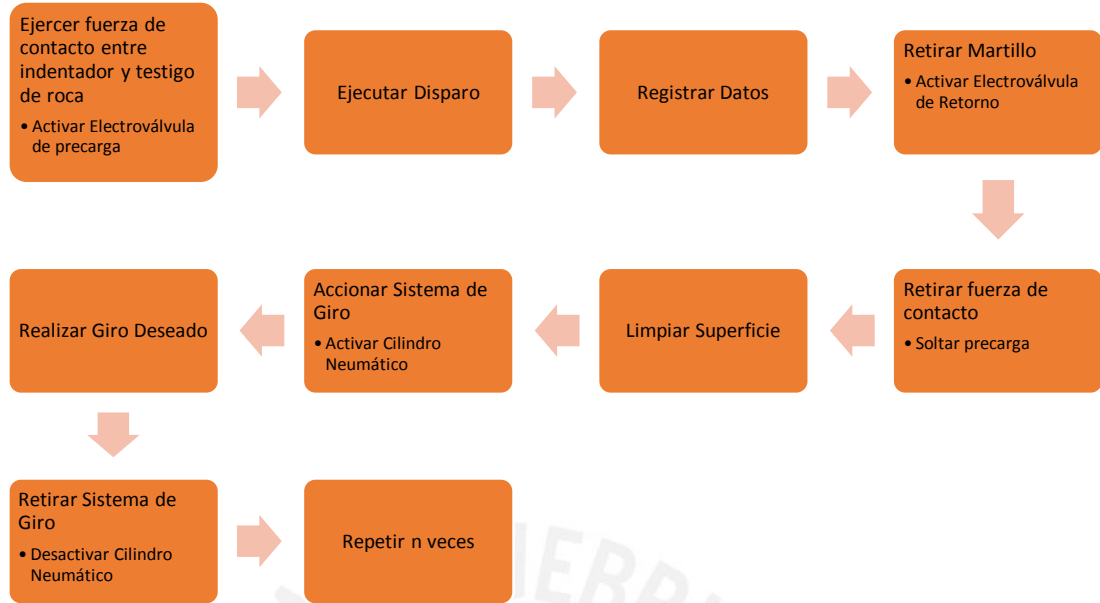 Ejercer fuerza de
contacto entre
indentador y testigo
de roca
• Activar Electroválvula
de precarga
Ejecutar Disparo
Registrar Datos
Retirar Martillo
• Activar Electroválvula
de Retorno
Retirar fuerza de
contacto
• Soltar precarga
Limpiar Superficie
Accionar Sistema de
Giro
• Activar Cilindro
Neumático
Realizar Giro Deseado
Retirar Sistema de
Giro
• Desactivar Cilindro
Neumático
Repetir n veces